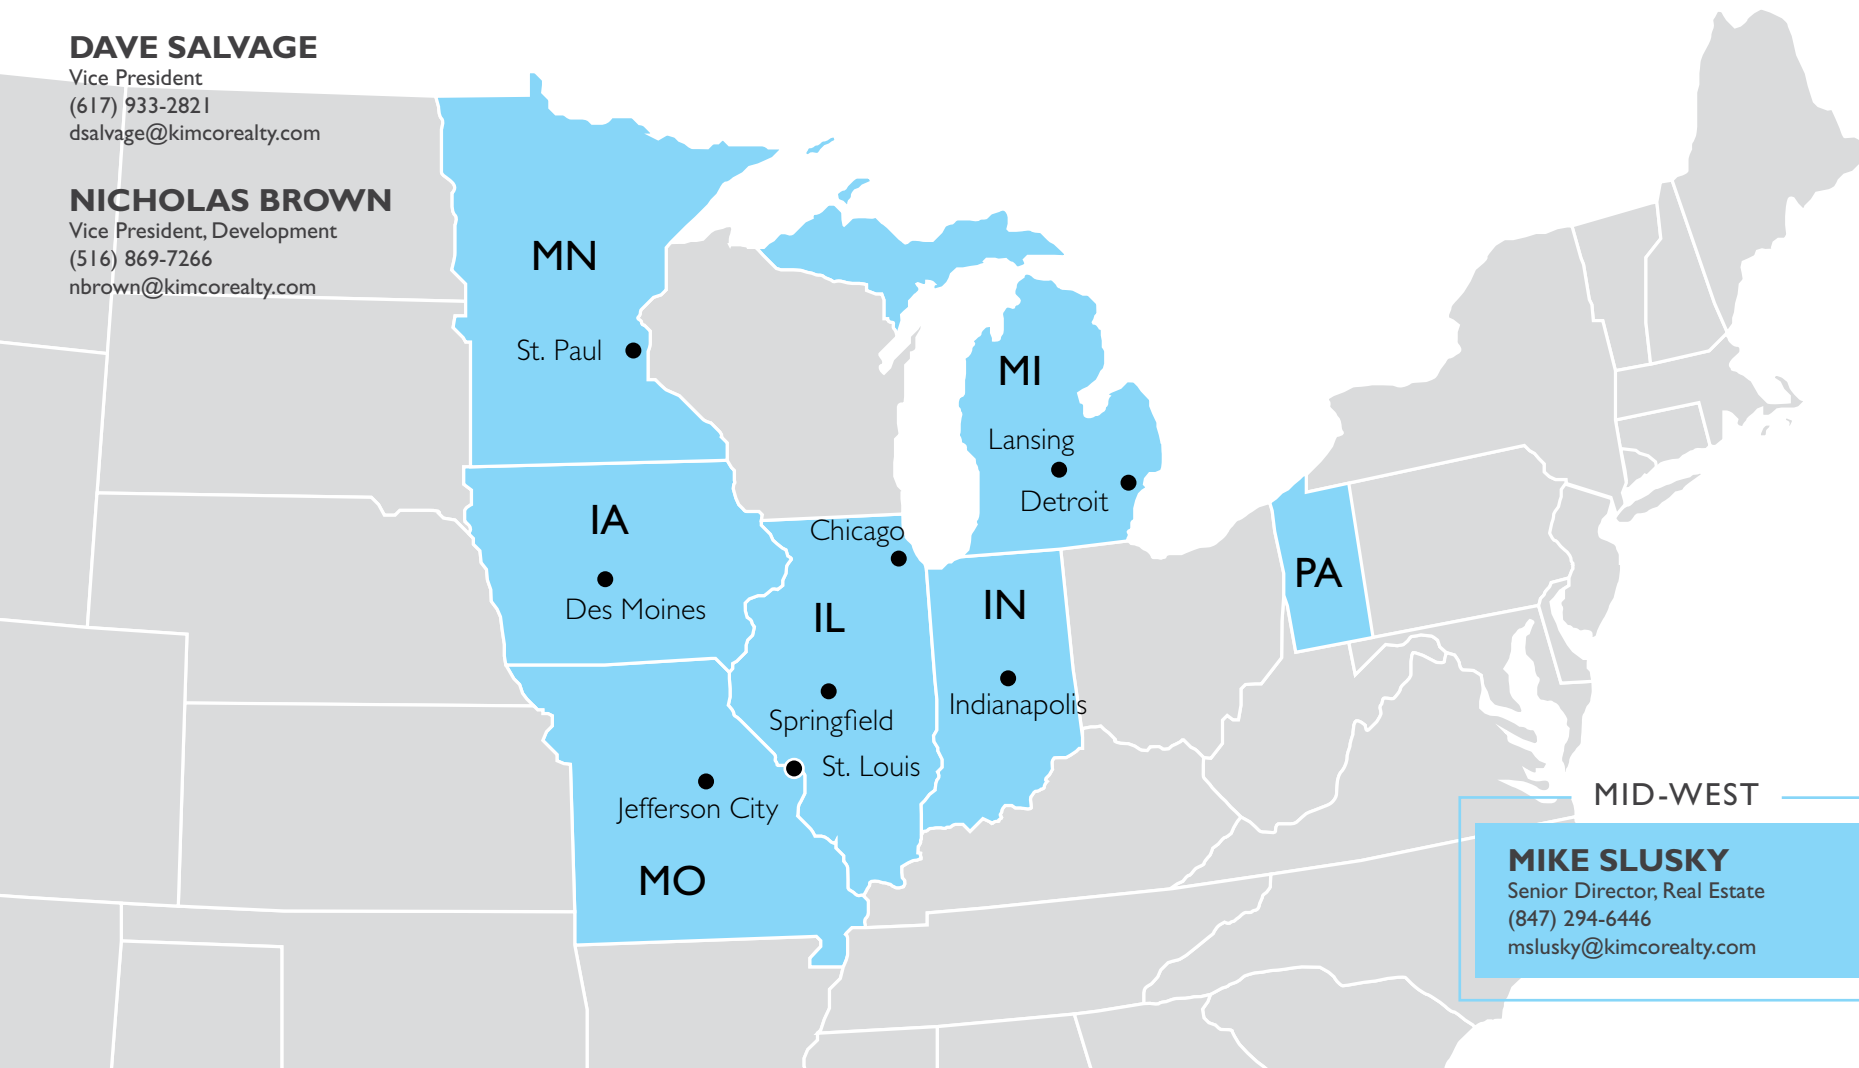 DAVE SALVAGE
Vice President
(617) 933-2821
dsalvage@kimcorealty.com
NICHOLAS BROWN
Vice President, Development
(516) 869-7266
nbrown@kimcorealty.com
MN
St. Paul
MI
Lansing
Detroit
IA
Des Moines
Chicago
IL
Springfield
St. Louis
IN
Indianapolis
PA
Jefferson City
MO
MID-WEST
MIKE SLUSKY
Senior Director, Real Estate
(847) 294-6446
mslusky@kimcorealty.com